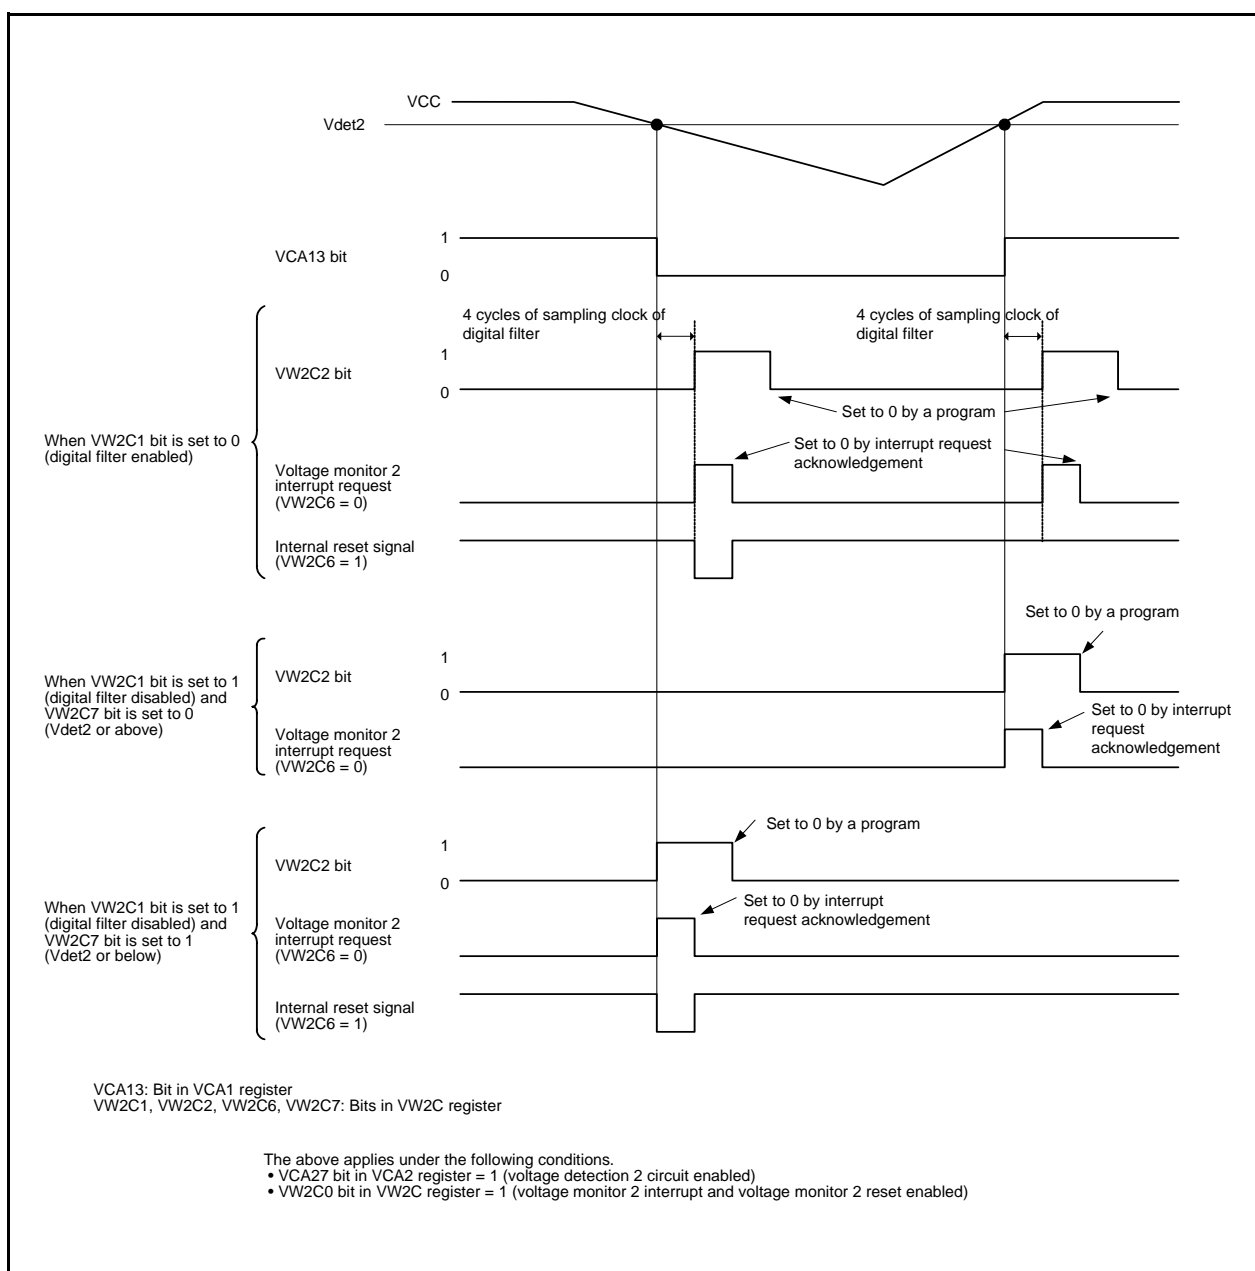 VCC
Vdet2
1
VCA13 bit
0
4 cycles of sampling clock of
digital filter
4 cycles of sampling clock of
digital filter
1
VW2C2 bit
0
Set to 0 by a program
When VW2C1 bit is set to 0
(digital filter enabled)
Set to 0 by interrupt request
acknowledgement
Voltage monitor 2
interrupt request
(VW2C6 = 0)
Internal reset signal
(VW2C6 = 1)
Set to 0 by a program
1
VW2C2 bit
0
When VW2C1 bit is set to 1
(digital filter disabled) and
VW2C7 bit is set to 0
(Vdet2 or above)
Set to 0 by interrupt
request
acknowledgement
Voltage monitor 2
interrupt request
(VW2C6 = 0)
Set to 0 by a program
1
VW2C2 bit
0
When VW2C1 bit is set to 1
(digital filter disabled) and
VW2C7 bit is set to 1
(Vdet2 or below)
Set to 0 by interrupt
request acknowledgement
Voltage monitor 2
interrupt request
(VW2C6 = 0)
Internal reset signal
(VW2C6 = 1)
VCA13: Bit in VCA1 register
VW2C1, VW2C2, VW2C6, VW2C7: Bits in VW2C register
The above applies under the following conditions.
• VCA27 bit in VCA2 register = 1 (voltage detection 2 circuit enabled)
• VW2C0 bit in VW2C register = 1 (voltage monitor 2 interrupt and voltage monitor 2 reset enabled)